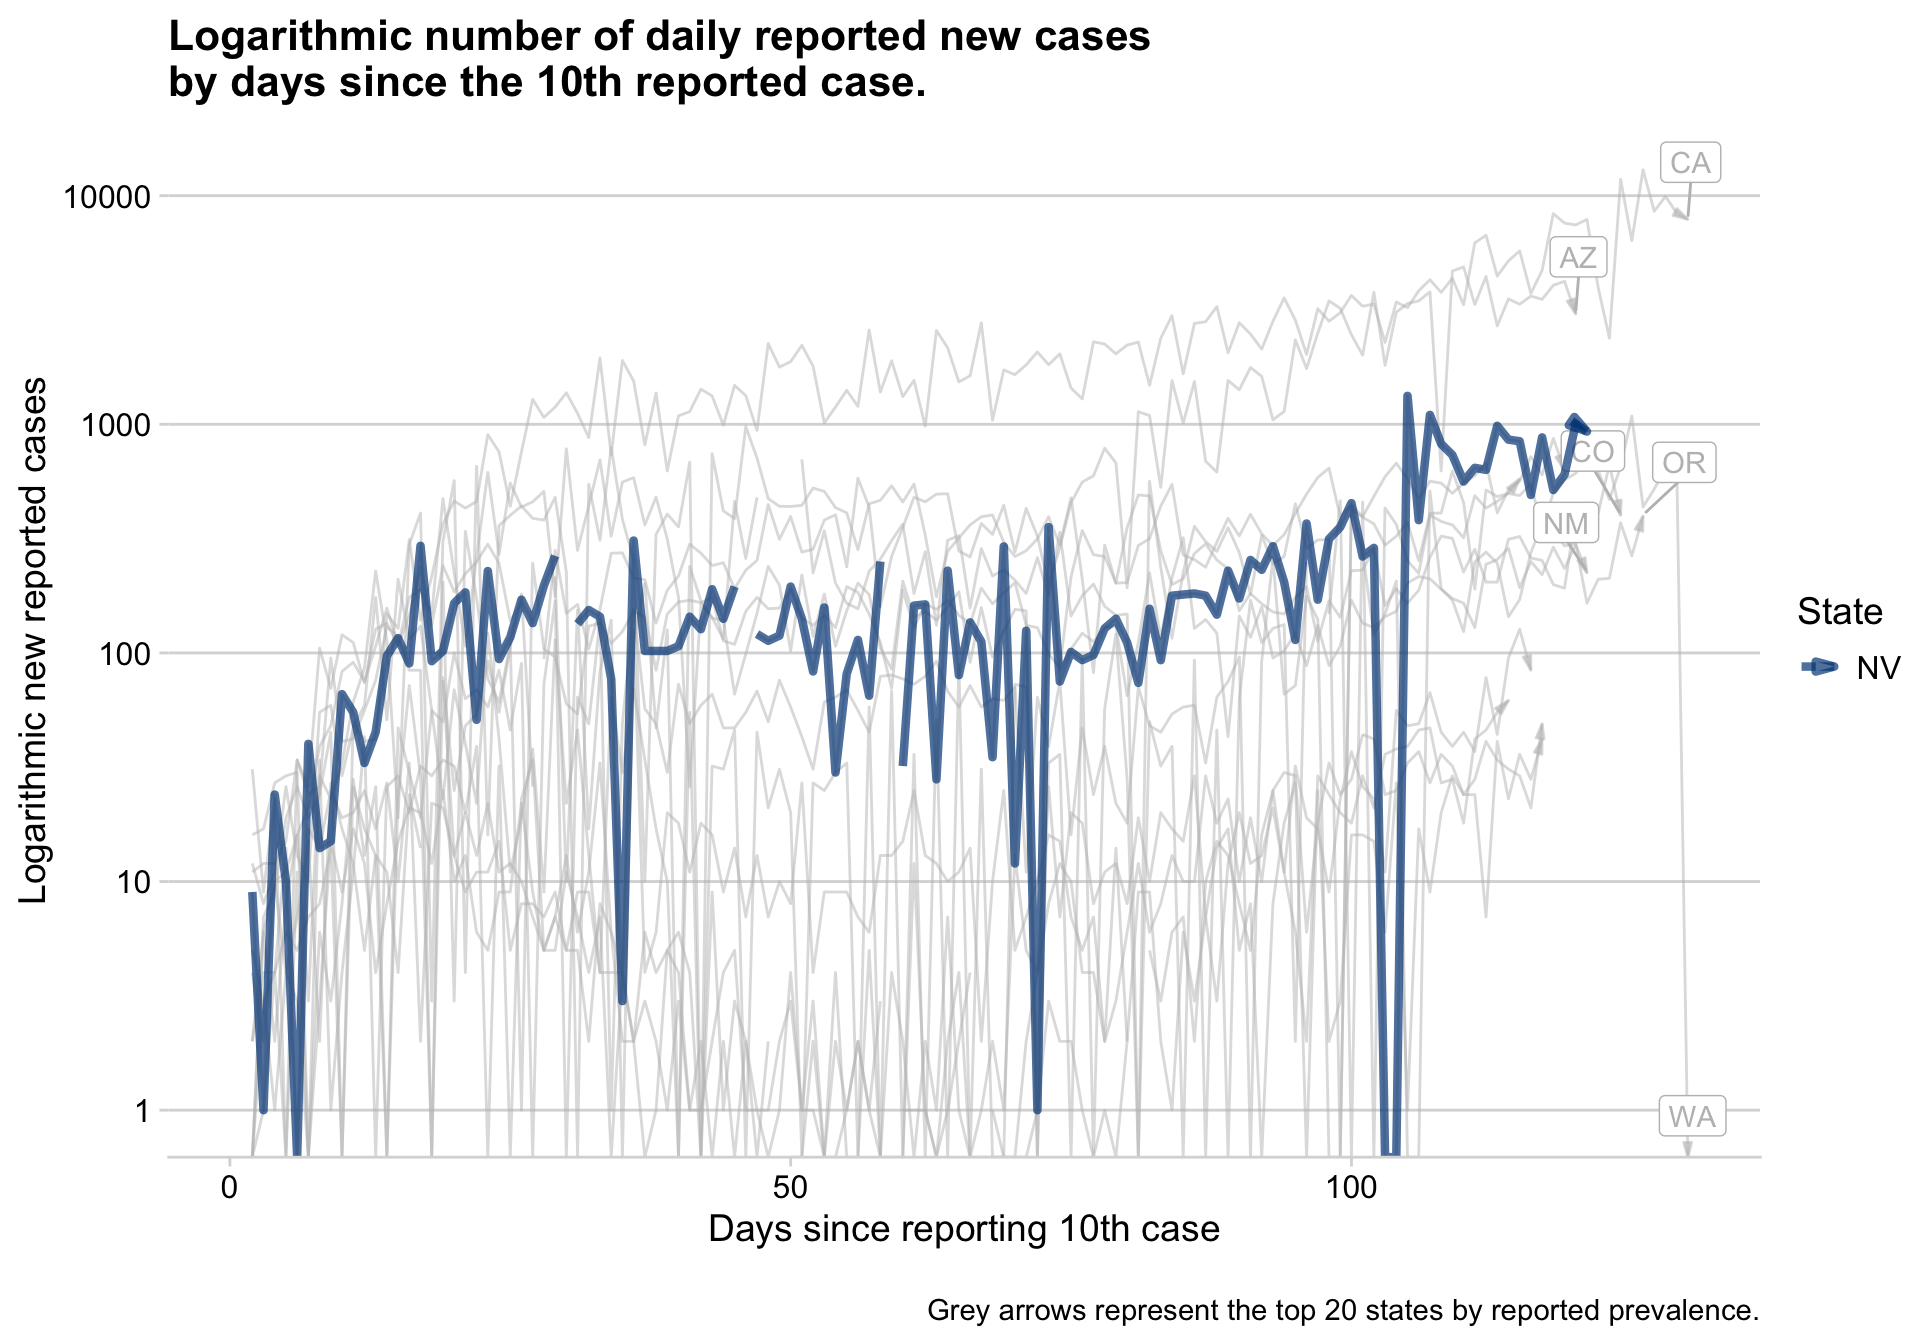 Logarithmic number of daily reported new cases
by days since the 10th reported case.
Logarithmic new reported cases
10000
1000
100
10
1
CA
AZ
CO
OR
NM
WA
State
NV
0
50
100
Days since reporting 10th case
Grey arrows represent the top 20 states by reported prevalence.